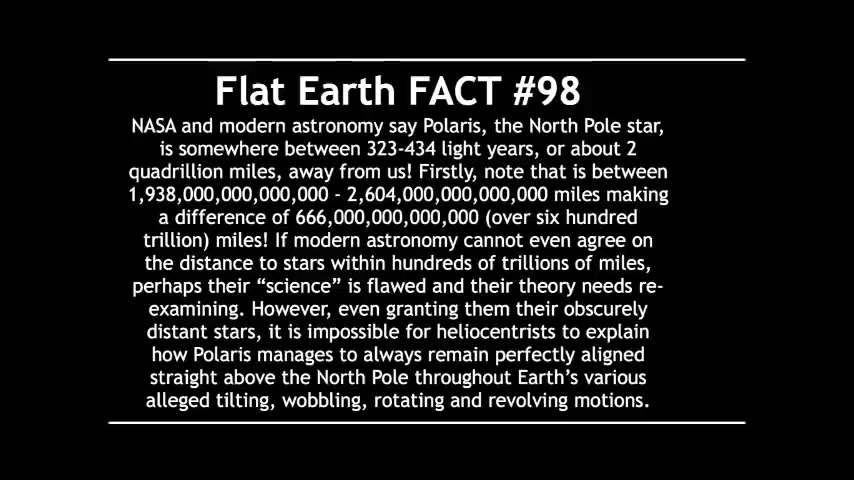 Flat Earth FACT #98
NASA and modern astronomy say Polaris, the North Pole star,
is somewhere between 323-434 light years, or about 2
quadrillion miles, away from us! Firstly, note that is between
1,938,000,000,000,000 - 2,604,000,000,000,000 miles making
a difference of 666,000,000,000,000 (over six hundred
trillion) miles! If modern astronomy cannot even agree on
the distance to stars within hundreds of trillions of miles,
perhaps their “science” is flawed and their theory needs re-
examining. However, even granting them their obscurely
distant stars, it is impossible for heliocentrists to explain
how Polaris manages to always remain perfectly aligned
straight above the North Pole throughout Earth’s various
alleged tilting, wobbling, rotating and revolving motions.